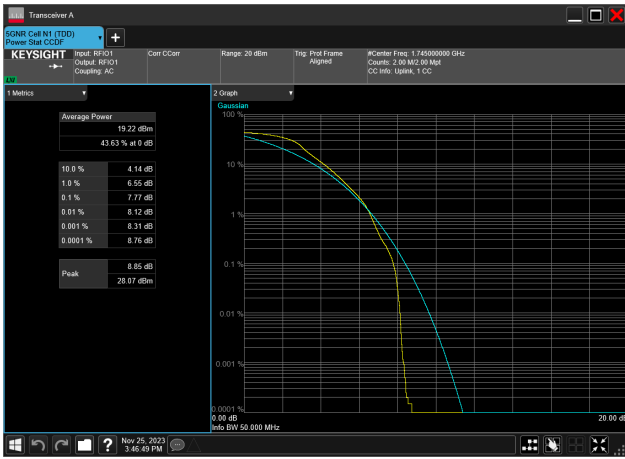 Transceiver A
5GNR Cell N1 (TDD)
Power Stat CCDF
KEYSIGHT
Input: RFIO1
Output: RFIO1
Coupling: AC
Corr CCorr
Range: 20 dBm
Trig: Prot Frame
Aligned
#Center Freq: 1.745000000 GHz
Counts: 2.00 M/2.00 Mpt
CC Info: Uplink, 1 CC
1 Metrics
Average Power
19.22 dBm
43.63 % at 0 dB
10.0 % 4.14 dB
1.0 % 6.55 dB
0.1 % 7.77 dB
0.01 % 8.12 dB
0.001 % 8.31 dB
0.0001 % 8.76 dB
Peak 8.85 dB
28.07 dBm
2 Graph
Gaussian
100 %
10 %
1 %
0.1 %
0.01 %
0.001 %
0.0001 %
0.00 dB 20.00 dB
Info BW 50.000 MHz
Nov 25, 2023
3:46:49 PM